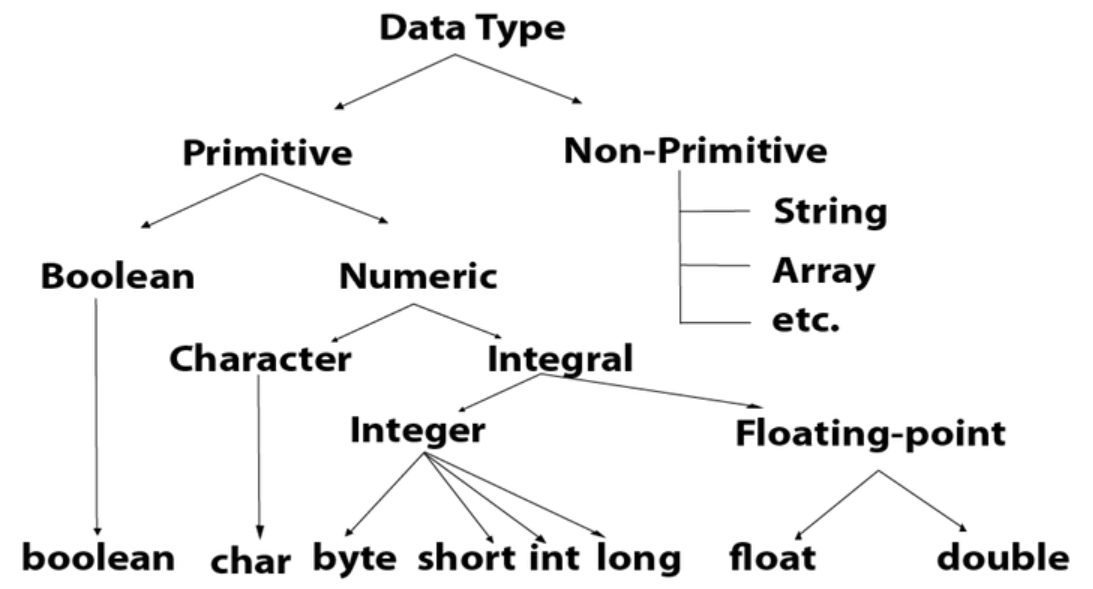 Data Type
Primitive
Non-Primitive
String
Boolean
Numeric
Array
etc.
Character
Integral
Integer
Floating-point
boolean
char
byte
short
int
long
float
double